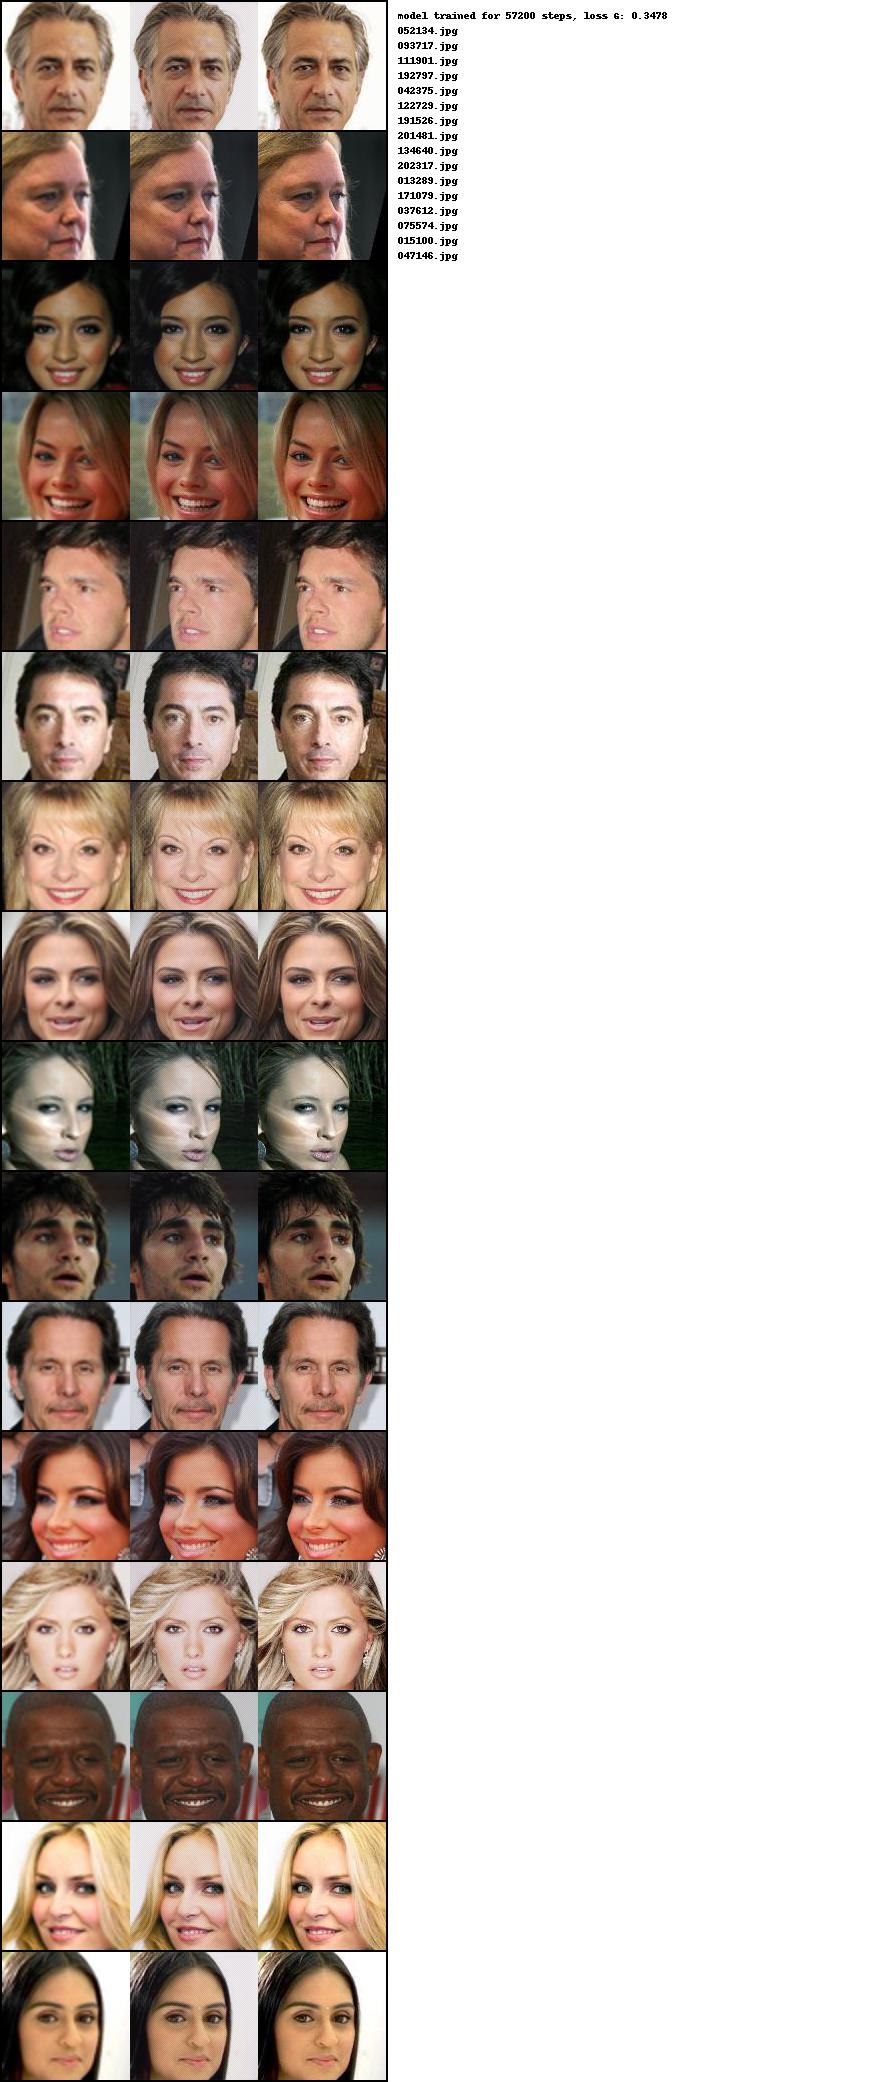 model trained for 57200 steps, loss G: 0.3478
052134.jpg
093717.jpg
111901.jpg
192797.jpg
042375.jpg
122729.jpg
191526.jpg
201481.jpg
134640.jpg
202317.jpg
013289.jpg
171079.jpg
037612.jpg
075574.jpg
015100.jpg
047146.jpg